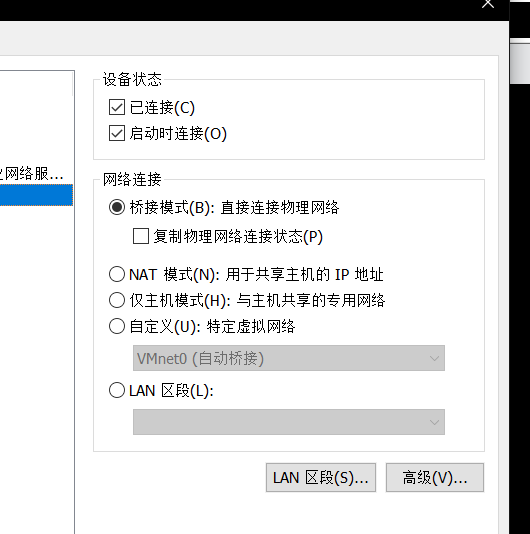 设备状态
已连接(C)
启动时连接(O)
网络服...
网络连接
桥接模式(B): 直接连接物理网络
复制物理网络连接状态(P)
NAT 模式(N): 用于共享主机的 IP 地址
仅主机模式(H): 与主机共享的专用网络
自定义(U): 特定虚拟网络
VMnet0 (自动桥接)
LAN 区段(L):
LAN 区段(S)...
高级(V)...